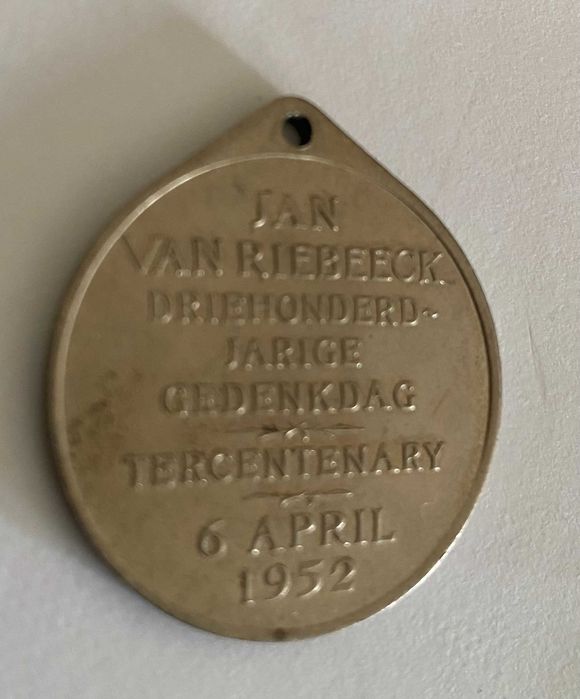 JAN
VAN RIEBEECK
DRIEHONDERD-
JARIGE
GEDENKDAG
TERCENTENARY
6 APRIL
1952